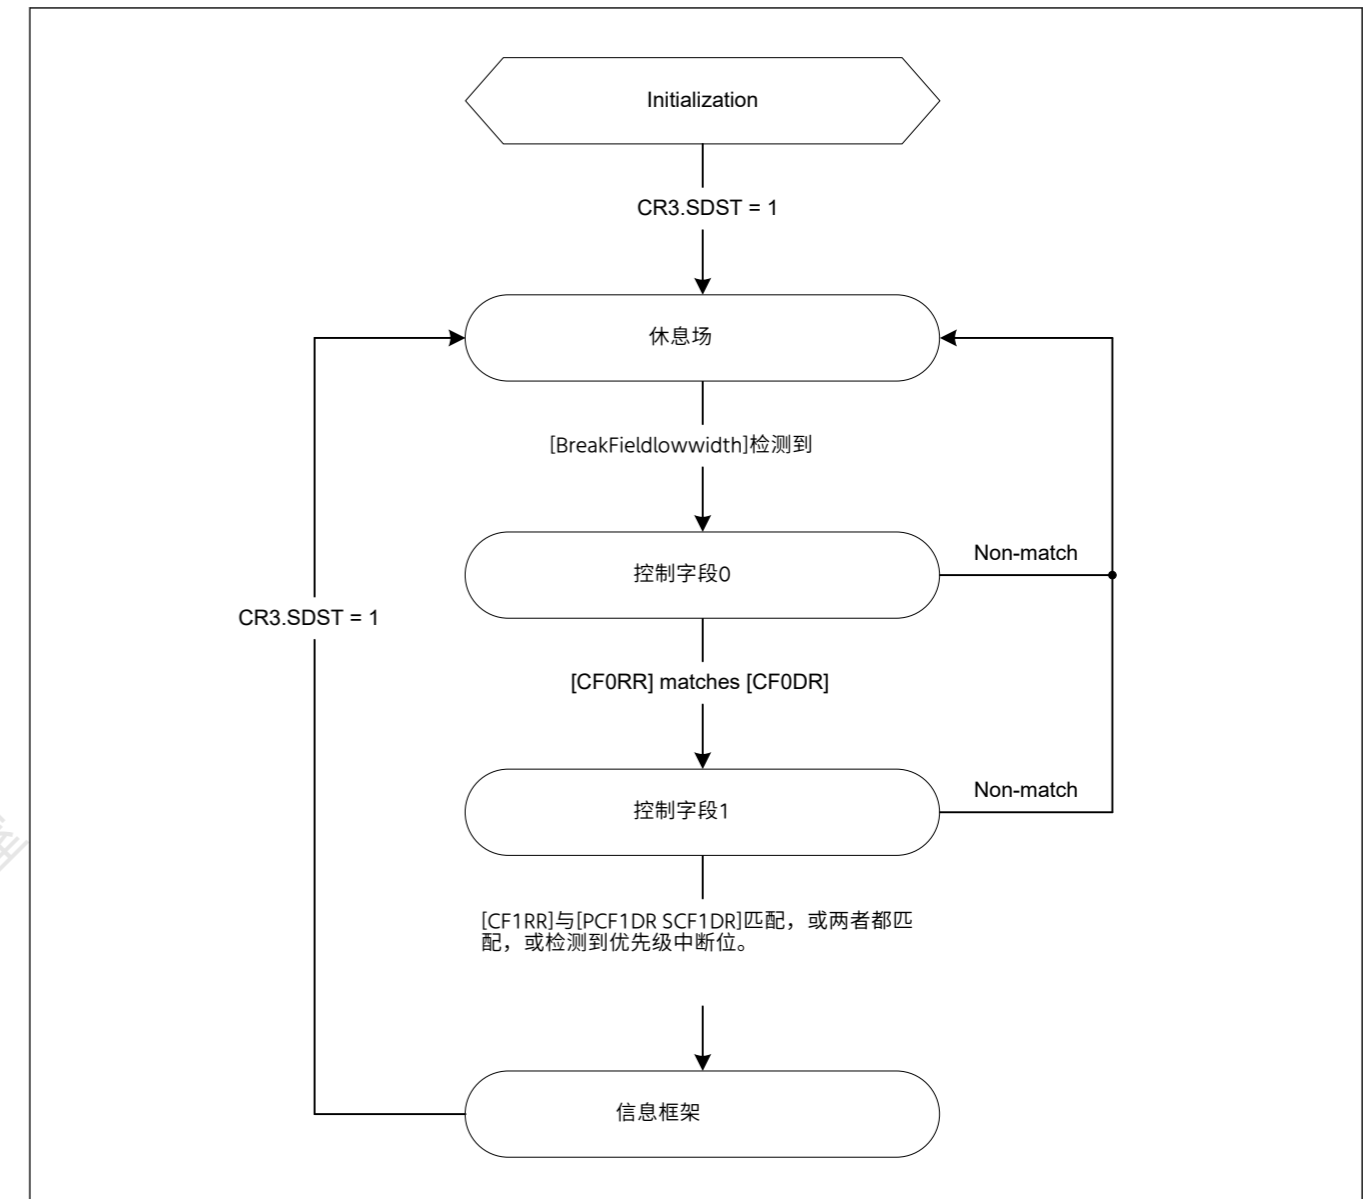 Initialization
CR3.SDST = 1
休息场
[BreakFieldlowwidth]检测到
控制字段0
Non-match
CR3.SDST = 1
[CF0RR] matches [CF0DR]
控制字段1
Non-match
[CF1RR]与[PCF1DR SCF1DR]匹配，或两者都匹
配，或检测到优先级中断位。
信息框架